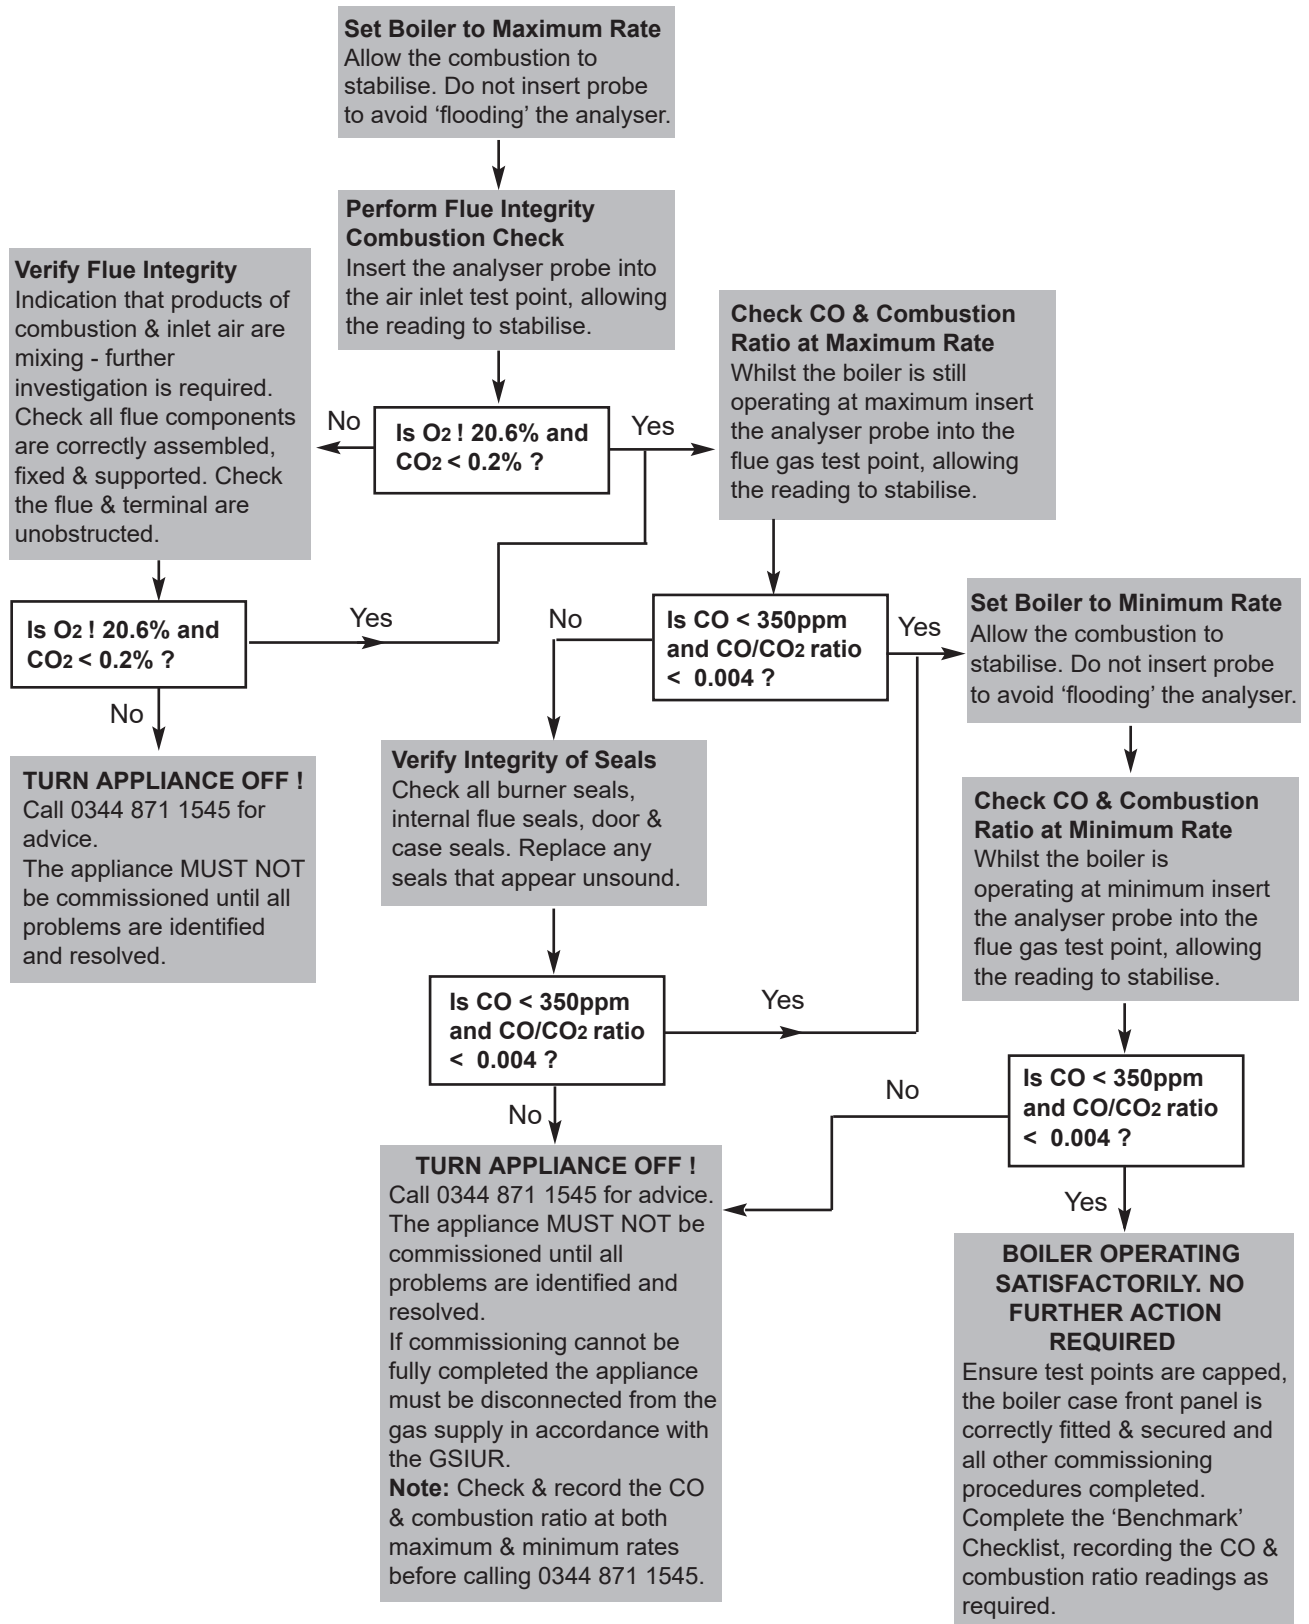 Set Boiler to Maximum Rate
Allow the combustion to
stabilise. Do not insert probe
to avoid ‘flooding’ the analyser.
Perform Flue Integrity
Combustion Check
Insert the analyser probe into
the air inlet test point, allowing
the reading to stabilise.
Verify Flue Integrity
Indication that products of
combustion & inlet air are
mixing - further
investigation is required.
Check all flue components
are correctly assembled,
fixed & supported. Check
the flue & terminal are
unobstructed.
No
Is O2 ! 20.6% and
CO2 < 0.2% ?
Yes
Check CO & Combustion
Ratio at Maximum Rate
Whilst the boiler is still
operating at maximum insert
the analyser probe into the
flue gas test point, allowing
the reading to stabilise.
Is O2 ! 20.6% and
CO2 < 0.2% ?
Yes
No
TURN APPLIANCE OFF !
Call 0344 871 1545 for
advice.
The appliance MUST NOT
be commissioned until all
problems are identified
and resolved.
No
Is CO < 350ppm
and CO/CO2 ratio
< 0.004 ?
Yes
Set Boiler to Minimum Rate
Allow the combustion to
stabilise. Do not insert probe
to avoid ‘flooding’ the analyser.
Verify Integrity of Seals
Check all burner seals,
internal flue seals, door &
case seals. Replace any
seals that appear unsound.
Check CO & Combustion
Ratio at Minimum Rate
Whilst the boiler is
operating at minimum insert
the analyser probe into the
flue gas test point, allowing
the reading to stabilise.
Is CO < 350ppm
and CO/CO2 ratio
< 0.004 ?
Yes
No
Is CO < 350ppm
and CO/CO2 ratio
< 0.004 ?
No
Yes
TURN APPLIANCE OFF !
Call 0344 871 1545 for advice.
The appliance MUST NOT be
commissioned until all
problems are identified and
resolved.
If commissioning cannot be
fully completed the appliance
must be disconnected from the
gas supply in accordance with
the GSIUR.
Note: Check & record the CO
& combustion ratio at both
maximum & minimum rates
before calling 0344 871 1545.
BOILER OPERATING
SATISFACTORILY. NO
FURTHER ACTION
REQUIRED
Ensure test points are capped,
the boiler case front panel is
correctly fitted & secured and
all other commissioning
procedures completed.
Complete the ‘Benchmark’
Checklist, recording the CO &
combustion ratio readings as
required.